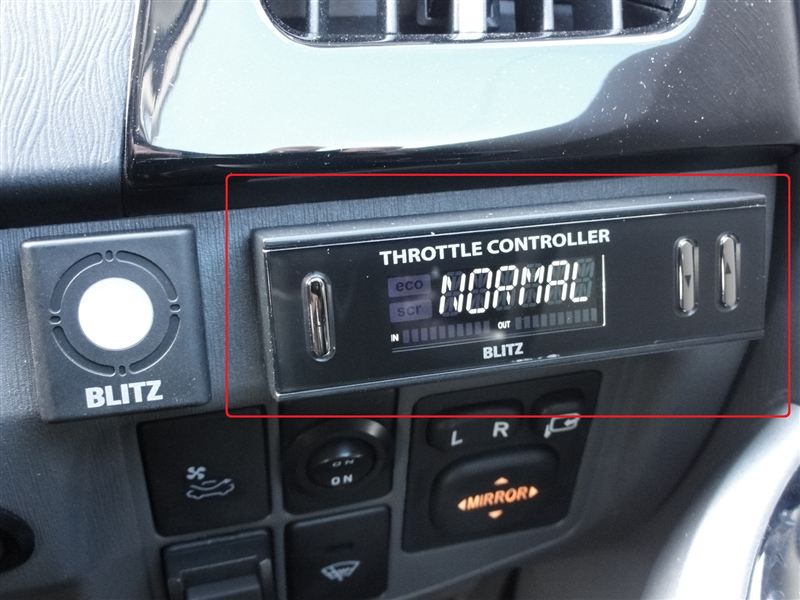 THROTTLE CONTROLLER
eco
NORMAL
scr
IN
OUT
BLITZ
BLITZ
L R
ON
ON
MIRROR